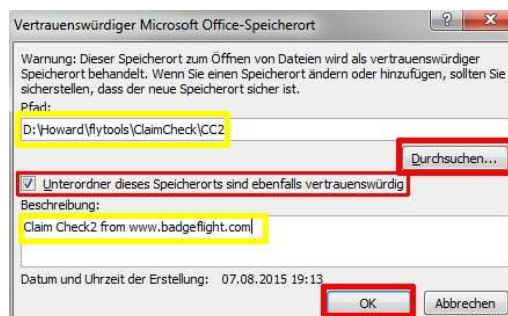 Vertrauenswürdiger Microsoft Office-Speicherort
Warnung: Dieser Speicherort zum Öffnen von Dateien wird als vertrauenswürdiger
Speicherort behandelt. Wenn Sie einen Speicherort ändern oder hinzufügen, sollten Sie
sicherstellen, dass der neue Speicherort sicher ist.
Pfad:
D:\Howard\flytools\ClaimCheck\CC2
Durchsuchen...
Unterordner dieses Speicherorts sind ebenfalls vertrauenswürdig
Beschreibung:
Claim Check2 from www.badgeflight.com
Datum und Uhrzeit der Erstellung: 07.08.2015 19:13
OK Abbrechen